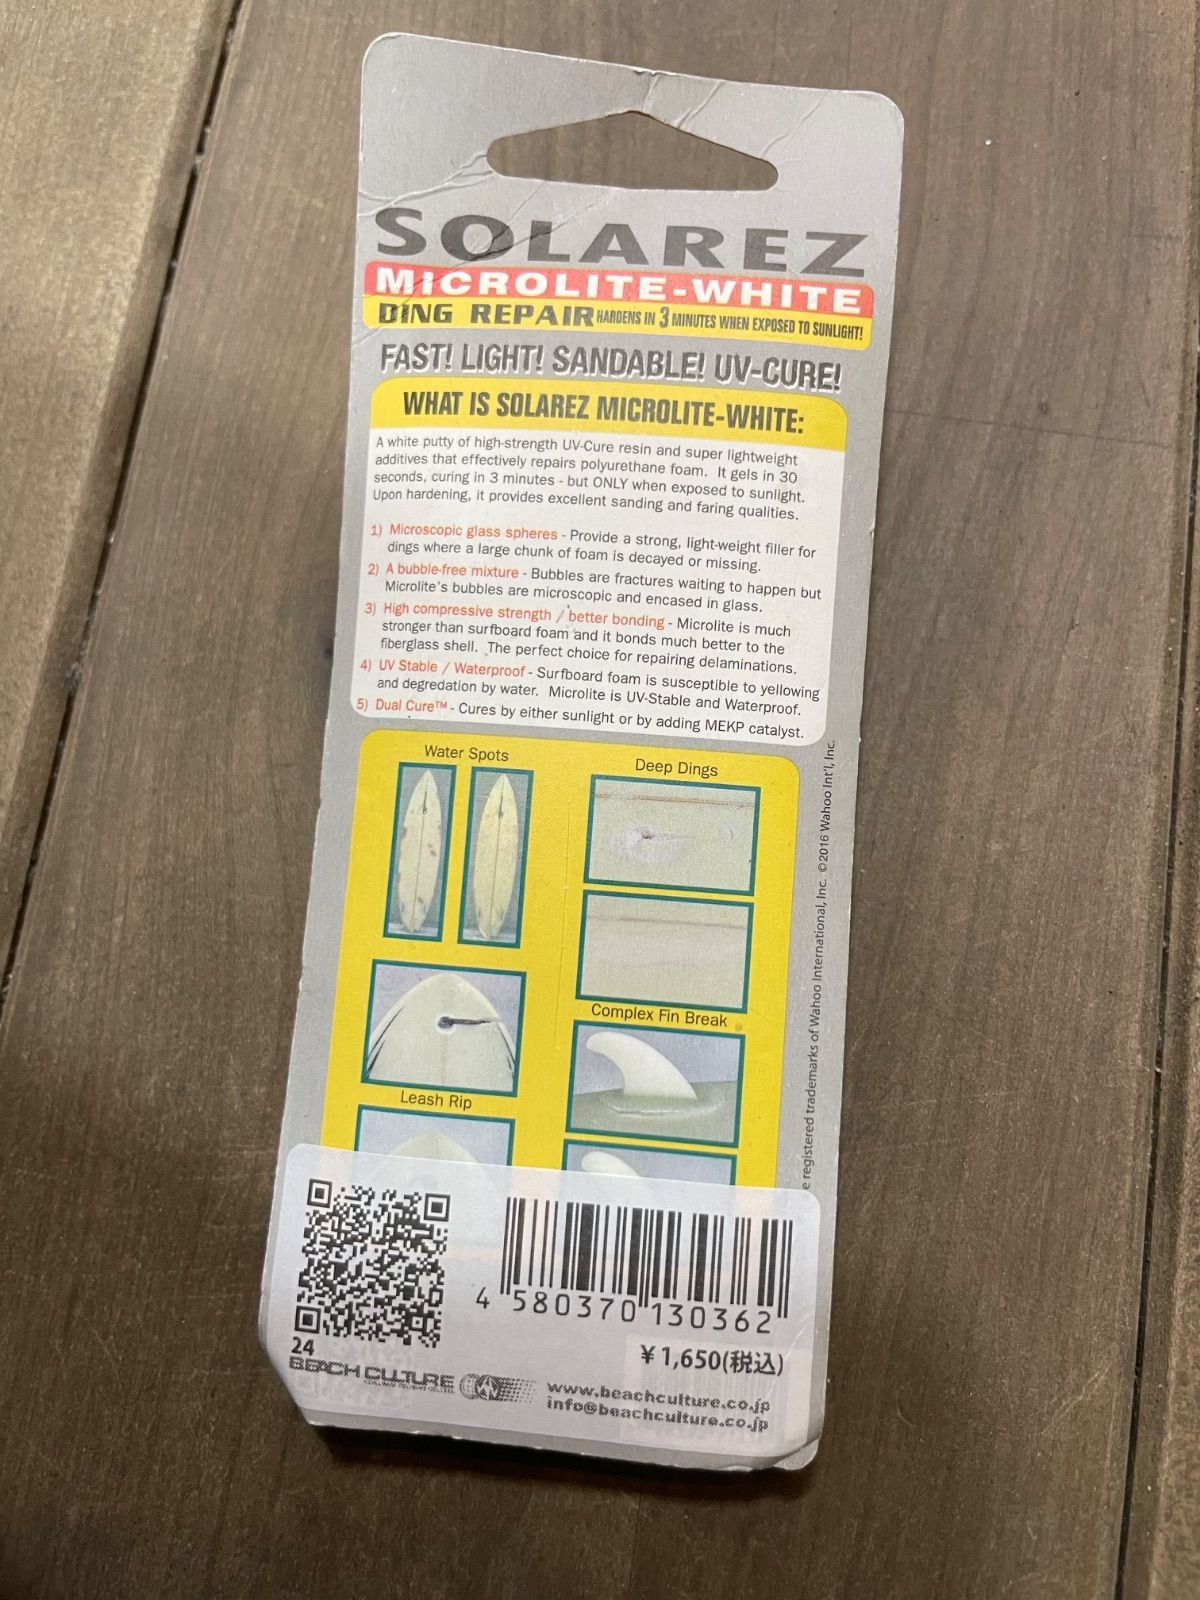 SOLAREZ
MICROLITE-WHITE
DING REPAIR HARDENS IN 3 MINUTES WHEN EXPOSED TO SUNLIGHT!
FAST! LIGHT! SANDABLE! UV-CURE!
WHAT IS SOLAREZ MICROLITE-WHITE:
A white putty of high-strength UV-Cure resin and super lightweight
additives that effectively repairs polyurethane foam. It gels in 30
seconds, curing in 3 minutes - but ONLY when exposed to sunlight.
Upon hardening, it provides excellent sanding and faring qualities.
1) Microscopic glass spheres - Provide a strong, light-weight filler for
dings where a large chunk of foam is decayed or missing.
2) A bubble-free mixture - Bubbles are fractures waiting to happen but
Microlite's bubbles are microscopic and encased in glass.
3) High compressive strength / better bonding - Microlite is much
stronger than surfboard foam and it bonds much better to the
fiberglass shell. The perfect choice for repairing delaminations.
4) UV Stable / Waterproof - Surfboard foam is susceptible to yellowing
and degredation by water. Microlite is UV-Stable and Waterproof.
5) Dual Cure™ - Cures by either sunlight or by adding MEKP catalyst.
Water Spots
Deep Dings
Complex Fin Break
Leash Rip
e registered trademarks of Wahoo International, Inc. ©2016 Wahoo Int'l, Inc.
4 580370 130362
24
¥1,650(税込)
BEACH CULTURE
www.beachculture.co.jp
info@beachculture.co.jp